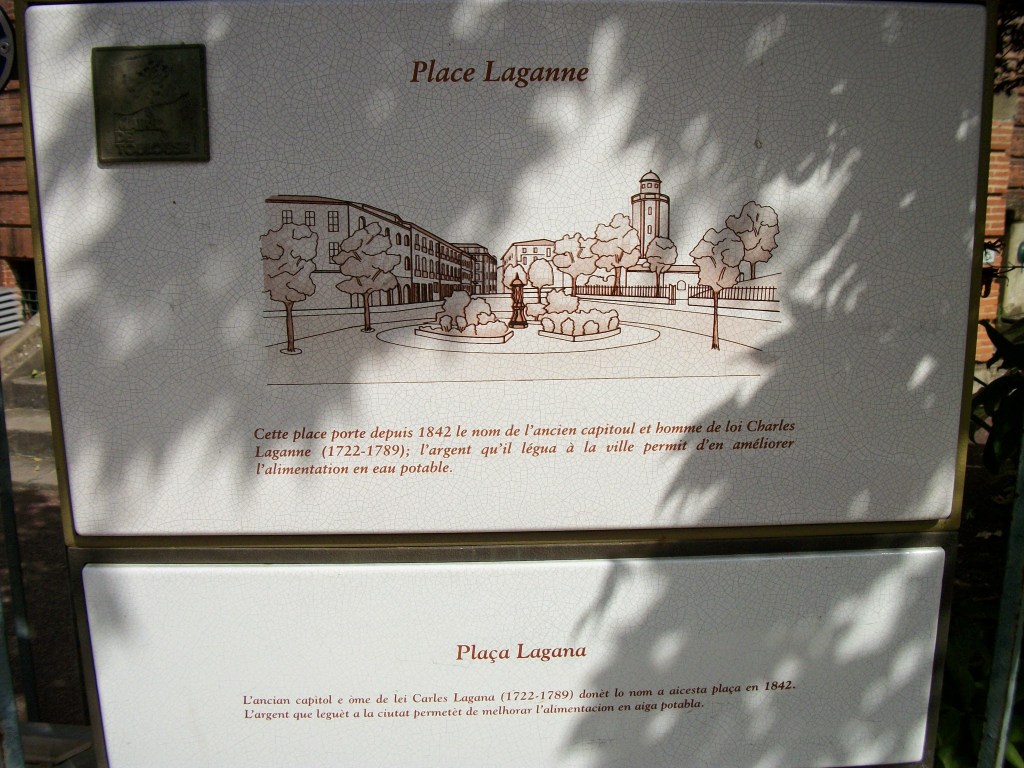 TOULOUSE
Place Laganne
Cette place porte depuis 1842 le nom de l'ancien capitoul et homme de loi Charles
Laganne (1722-1789); l'argent qu'il légua à la ville permit d'en améliorer
l'alimentation en eau potable.
Plaça Lagana
L'ancian capitol e òme de lei Carles Lagana (1722-1789) donèt lo nom a aicesta plaça en 1842.
L'argent que leguèt a la ciutat permetèt de melhorar l'alimentacion en aiga potabla.